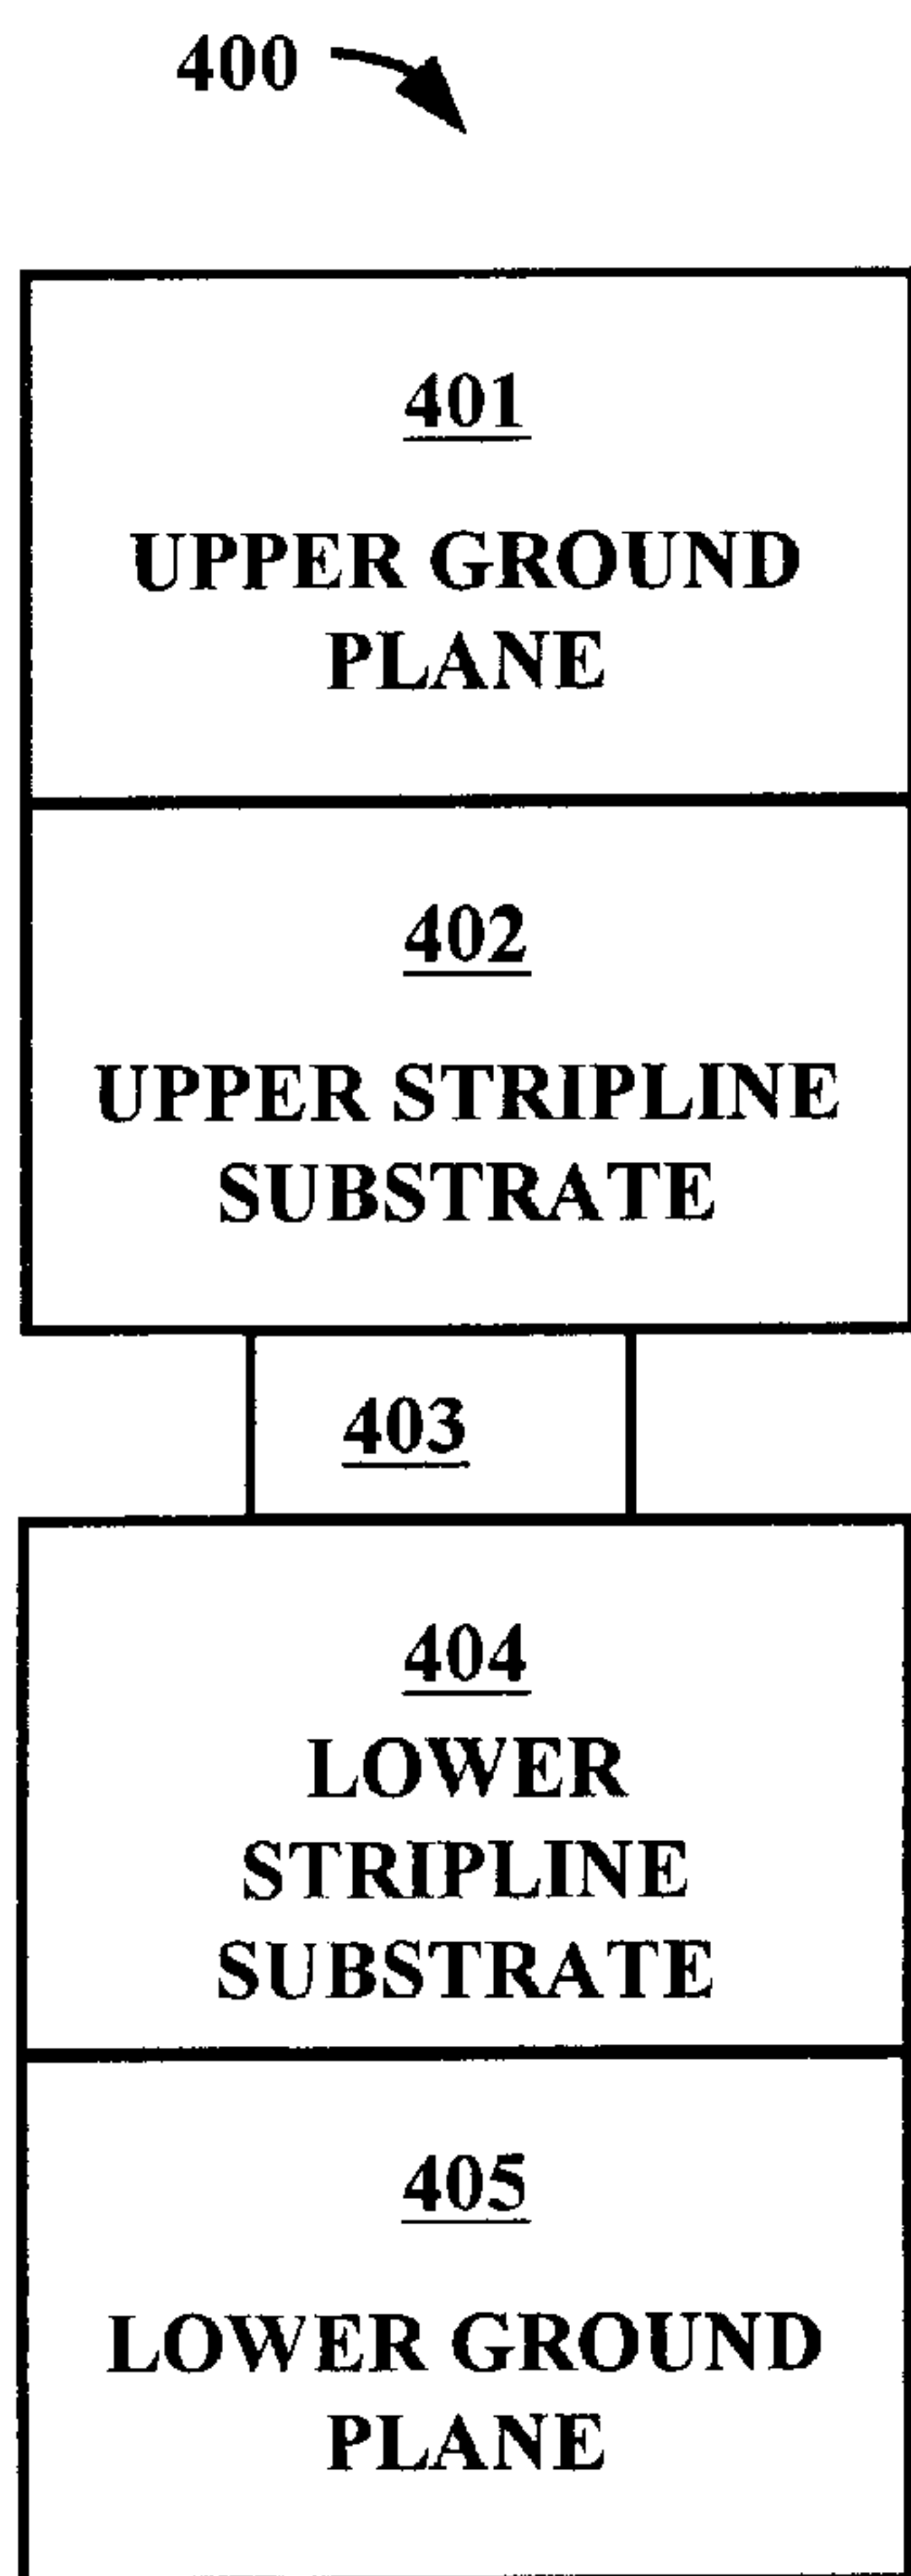 400
401
UPPER GROUND
PLANE
402
UPPER STRIPLINE
SUBSTRATE
403
404
LOWER
STRIPLINE
SUBSTRATE
405
LOWER GROUND
PLANE